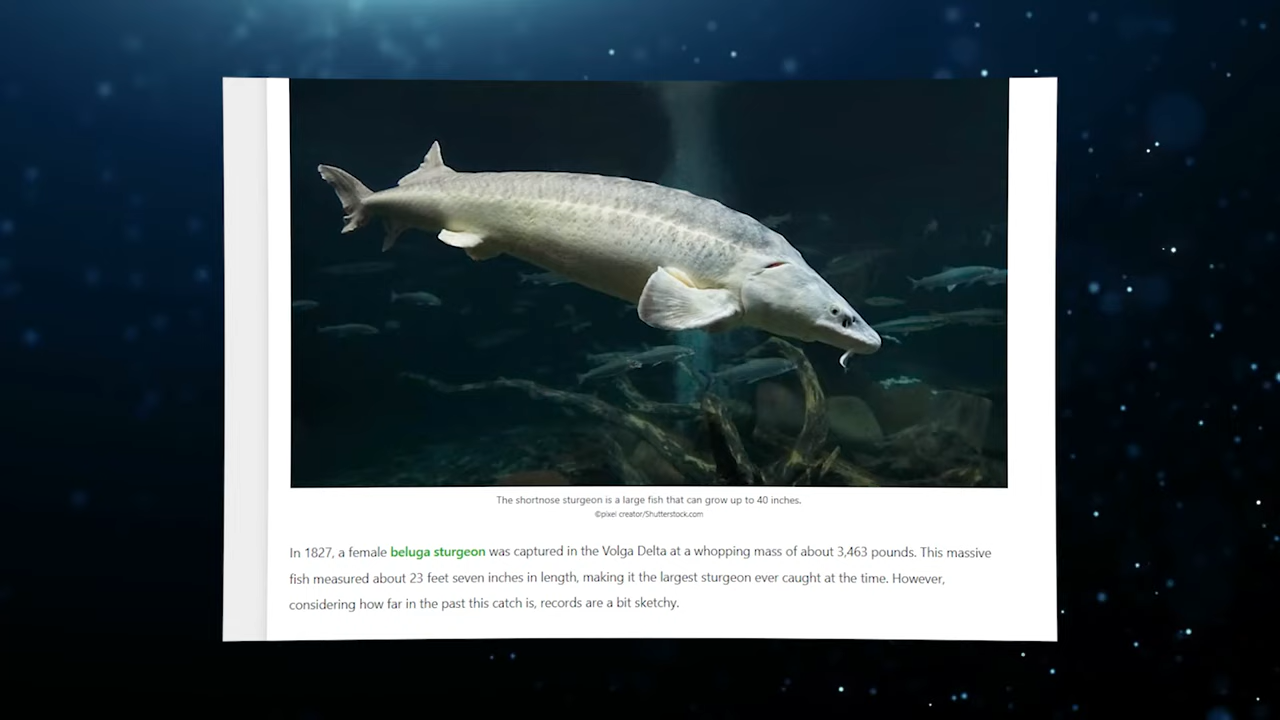 The shortnose sturgeon is a large fish that can grow up to 40 inches.
©pixel creator/Shutterstock.com
In 1827, a female beluga sturgeon was captured in the Volga Delta at a whopping mass of about 3,463 pounds. This massive
fish measured about 23 feet seven inches in length, making it the largest sturgeon ever caught at the time. However,
considering how far in the past this catch is, records are a bit sketchy.